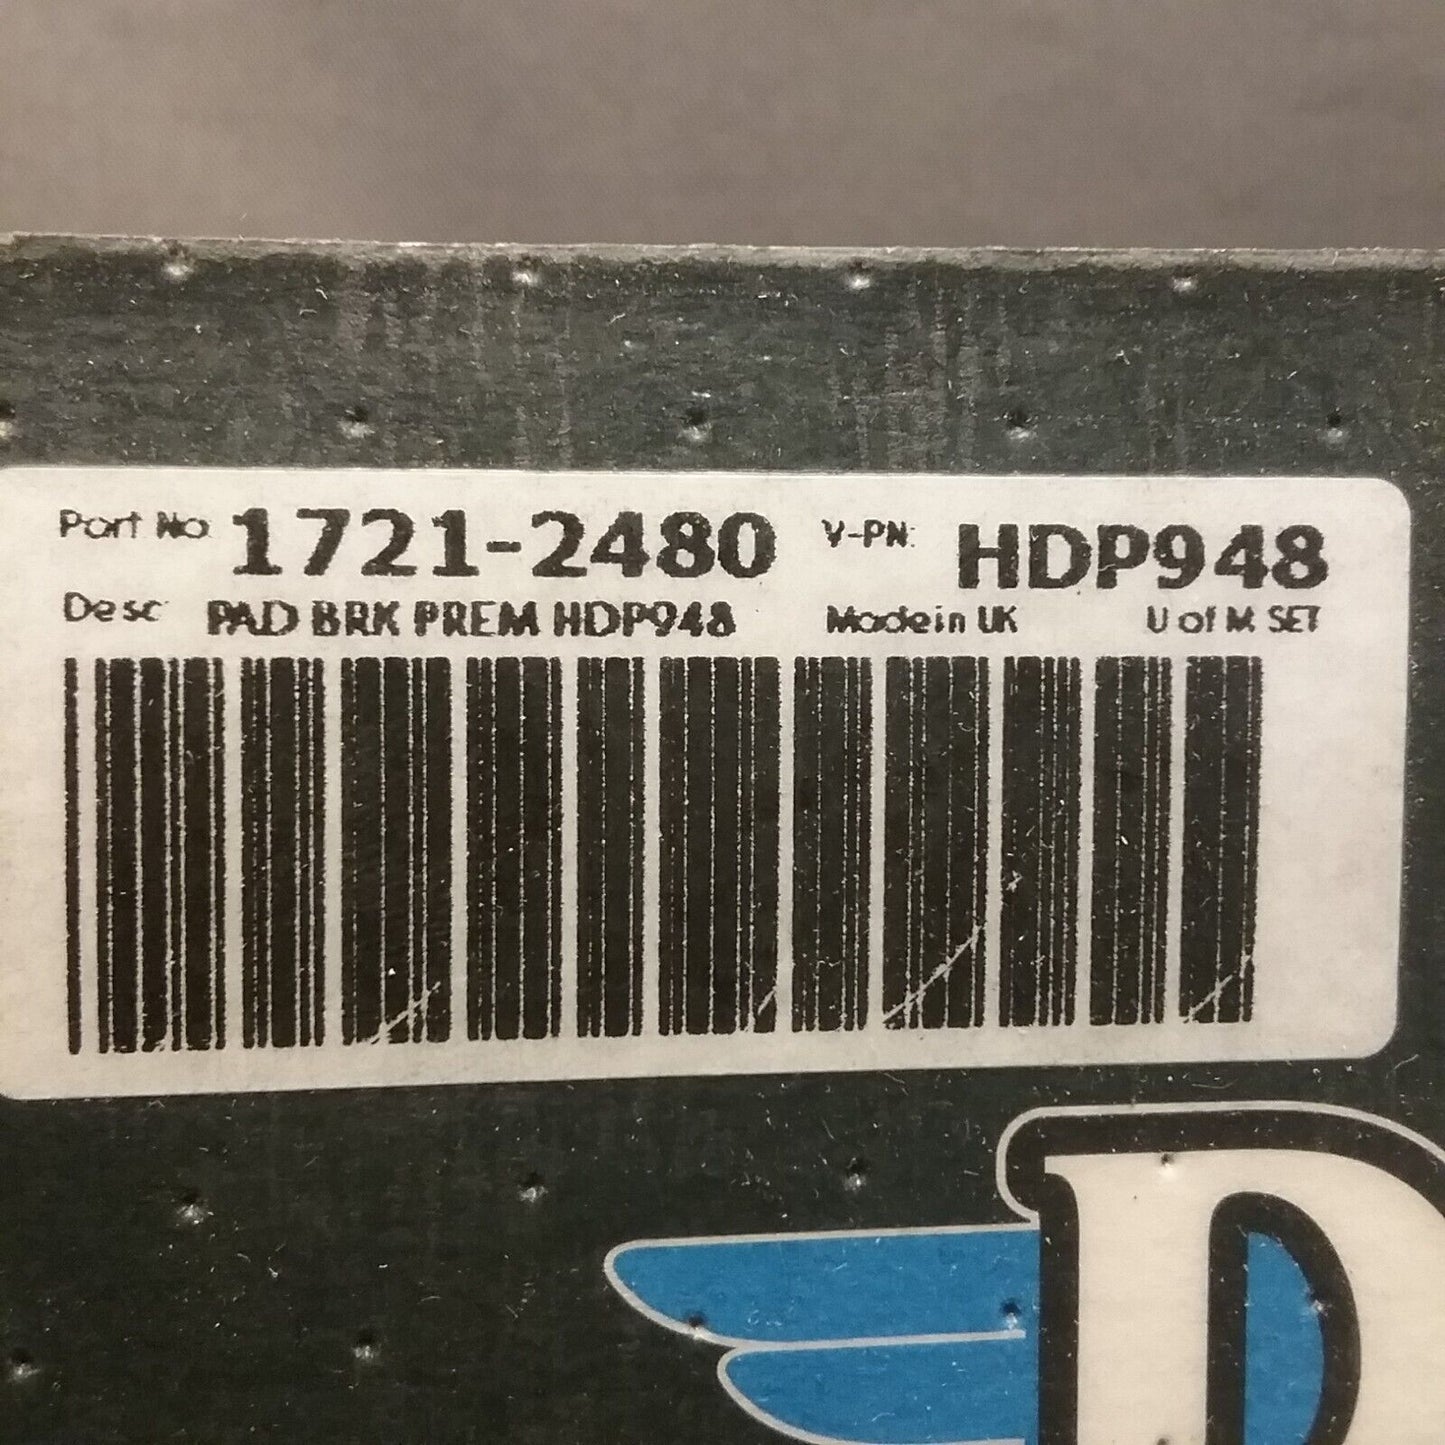 Part No: 1721-2480 V-PN: HDP948
Desc: PAD BRK PREM HDP948 Made in UK U of M: SET
D